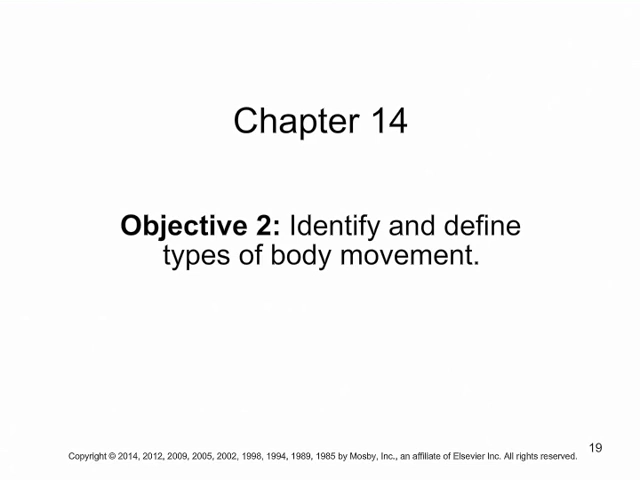 Chapter 14
Objective 2: Identify and define
types of body movement.
19
Copyright © 2014, 2012, 2009, 2005, 2002, 1998, 1994, 1989, 1985 by Mosby, Inc., an affiliate of Elsevier Inc. All rights reserved.